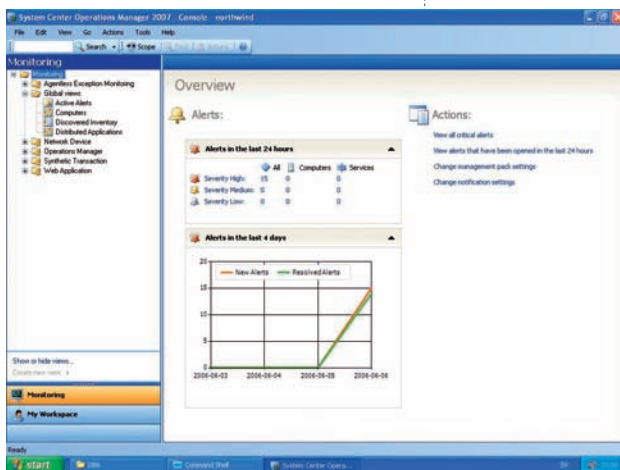 System Center Operations Manager 2007 Console northwind
File Edit View Go Actions Tools Help
Search Scope
Monitoring
Monitoring
Agentless Exception Monitoring
Global views
Active Alerts
Computers
Discovered Inventory
Distributed Applications
Network Device
Operations Manager
Synthetic Transaction
Web Application
Show or hide views...
Create new view
Monitoring
My Workspace
Ready
Overview
Alerts:
Alerts in the last 24 hours
All Computers Services
Severity High: 15 0 0
Severity Medium: 0 0 0
Severity Low: 0 0 0
Alerts in the last 4 days
New Alerts ResolvedAlerts
20
15
10
5
0
2006-06-03 2006-06-04 2006-06-05 2006-06-06
Actions:
View all critical alerts
View alerts that have been opened in the last 24 hours
Change management pack settings
Change notification settings
start Command Shell System Center Opera...